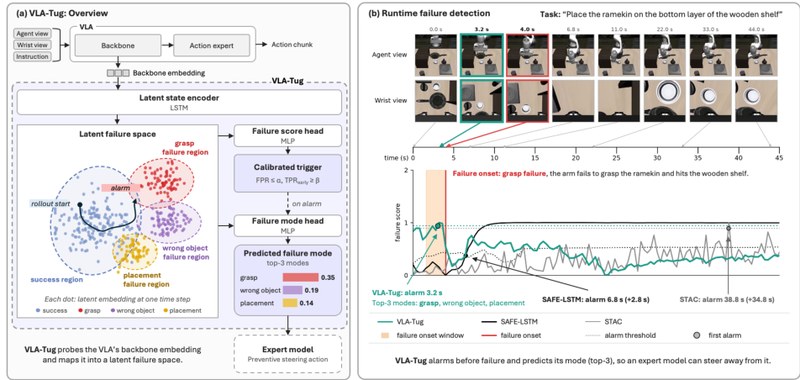 (a) VLA-Tug: Overview
VLA
Agent view
Wrist view
Instruction
Backbone
Action expert
Action chunk
Backbone embedding
VLA-Tug
Latent state encoder
LSTM
Latent failure space
grasp
failure region
alarm
rollout start
wrong object
failure region
placement
failure region
success region
Each dot: latent embedding at one time step
success
grasp
wrong object
placement
Failure score head
MLP
Calibrated trigger
FPR ≤ α, TPRearly ≥ β
on alarm
Failure mode head
MLP
Predicted failure mode
top-3 modes
grasp 0.35
wrong object 0.19
placement 0.14
Expert model
Preventive steering action
VLA-Tug probes the VLA's backbone embedding
and maps it into a latent failure space.
(b) Runtime failure detection
Task: "Place the ramekin on the bottom layer of the wooden shelf"
0.0 s 3.2 s 4.0 s 6.8 s 11.0 s 22.0 s 33.0 s 44.0 s
Agent view
Wrist view
time (s) 0 5 10 15 20 25 30 35 40 45
Failure onset: grasp failure, the arm fails to grasp the ramekin and hits the wooden shelf.
2
1
0
failure score
VLA-Tug: alarm 3.2 s
Top-3 modes: grasp, wrong object, placement
SAFE-LSTM: alarm 6.8 s (+2.8 s)
STAC: alarm 38.8 s (+34.8 s)
VLA-Tug
SAFE-LSTM
STAC
failure onset window
failure onset
alarm threshold
first alarm
VLA-Tug alarms before failure and predicts its mode (top-3), so an expert model can steer away from it.